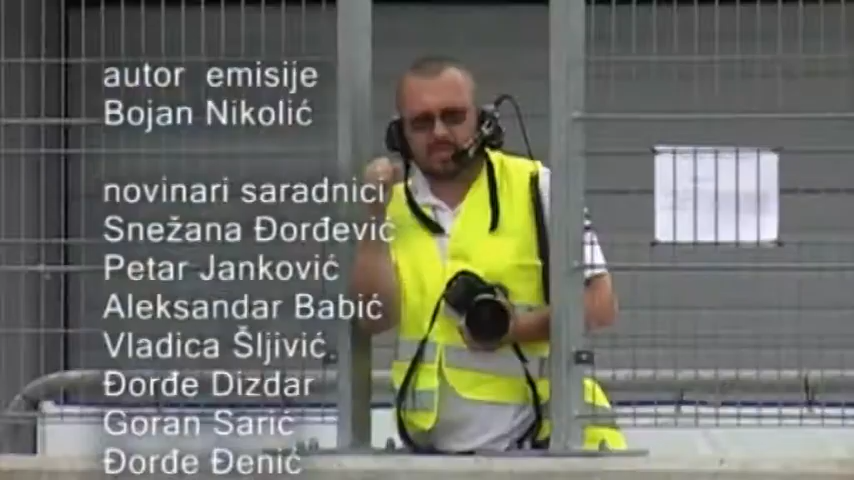 autor emisije
Bojan Nikolić
novinari saradnici
Snežana Đorđević
Petar Janković
Aleksandar Babić
Vladica Šljivić
Đorđe Dizdar
Goran Sarić
Đorđe Đenić